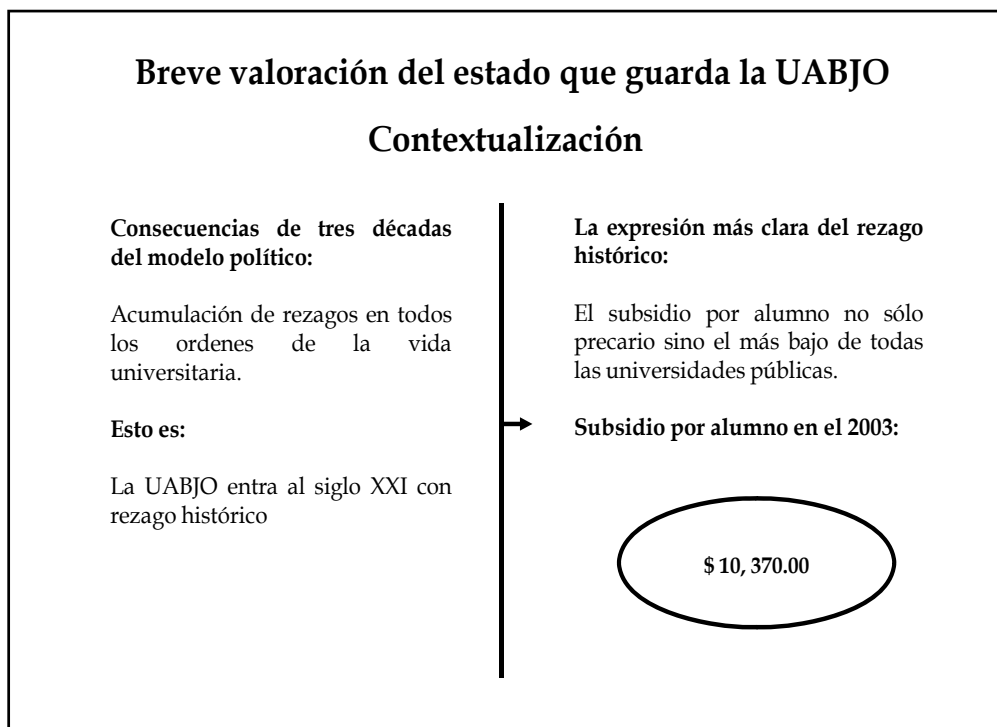 Breve valoración del estado que guarda la UABJO
Contextualización
Consecuencias de tres décadas
del modelo político:
Acumulación de rezagos en todos
los ordenes de la vida
universitaria.
Esto es:
La UABJO entra al siglo XXI con
rezago histórico
La expresión más clara del rezago
histórico:
El subsidio por alumno no sólo
precario sino el más bajo de todas
las universidades públicas.
Subsidio por alumno en el 2003:
$ 10, 370.00